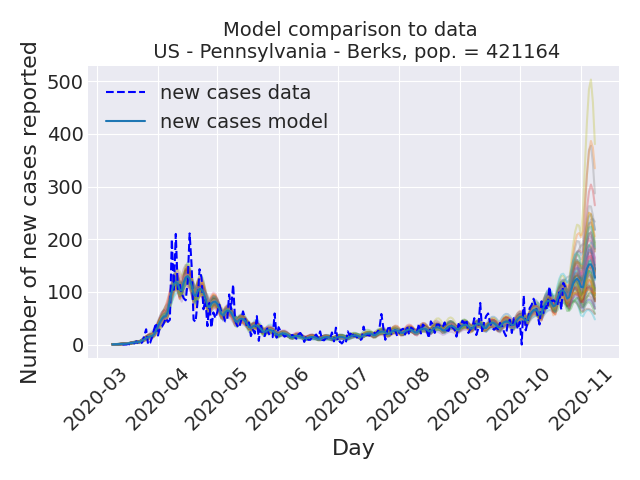 Model comparison to data
US - Pennsylvania - Berks, pop. = 421164
Number of new cases reported
500
400
300
200
100
0
new cases data
new cases model
2020-03
2020-04
2020-05
2020-06
2020-07
2020-08
2020-09
2020-10
2020-11
Day